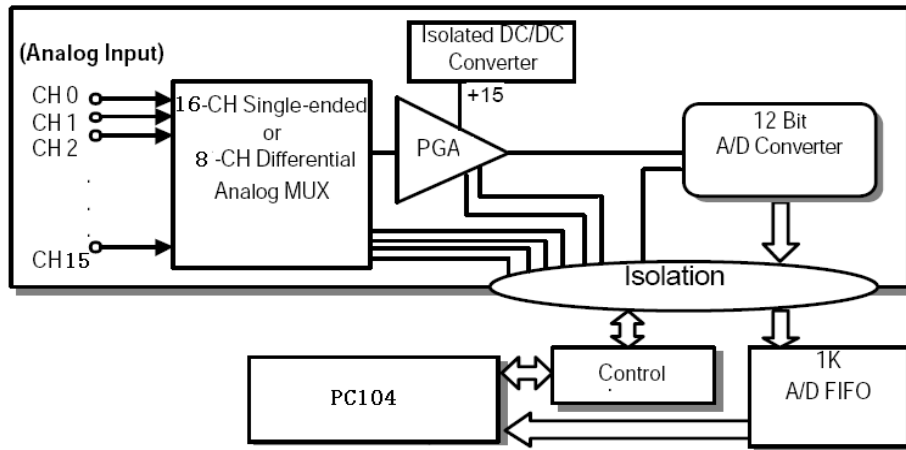 (Analog Input)
CH 0
CH 1
CH 2
.
.
.
CH15
16-CH Single-ended
or
8 -CH Differential
Analog MUX
Isolated DC/DC
Converter
+15
PGA
12 Bit
A/D Converter
Isolation
PC104
Control
1K
A/D FIFO